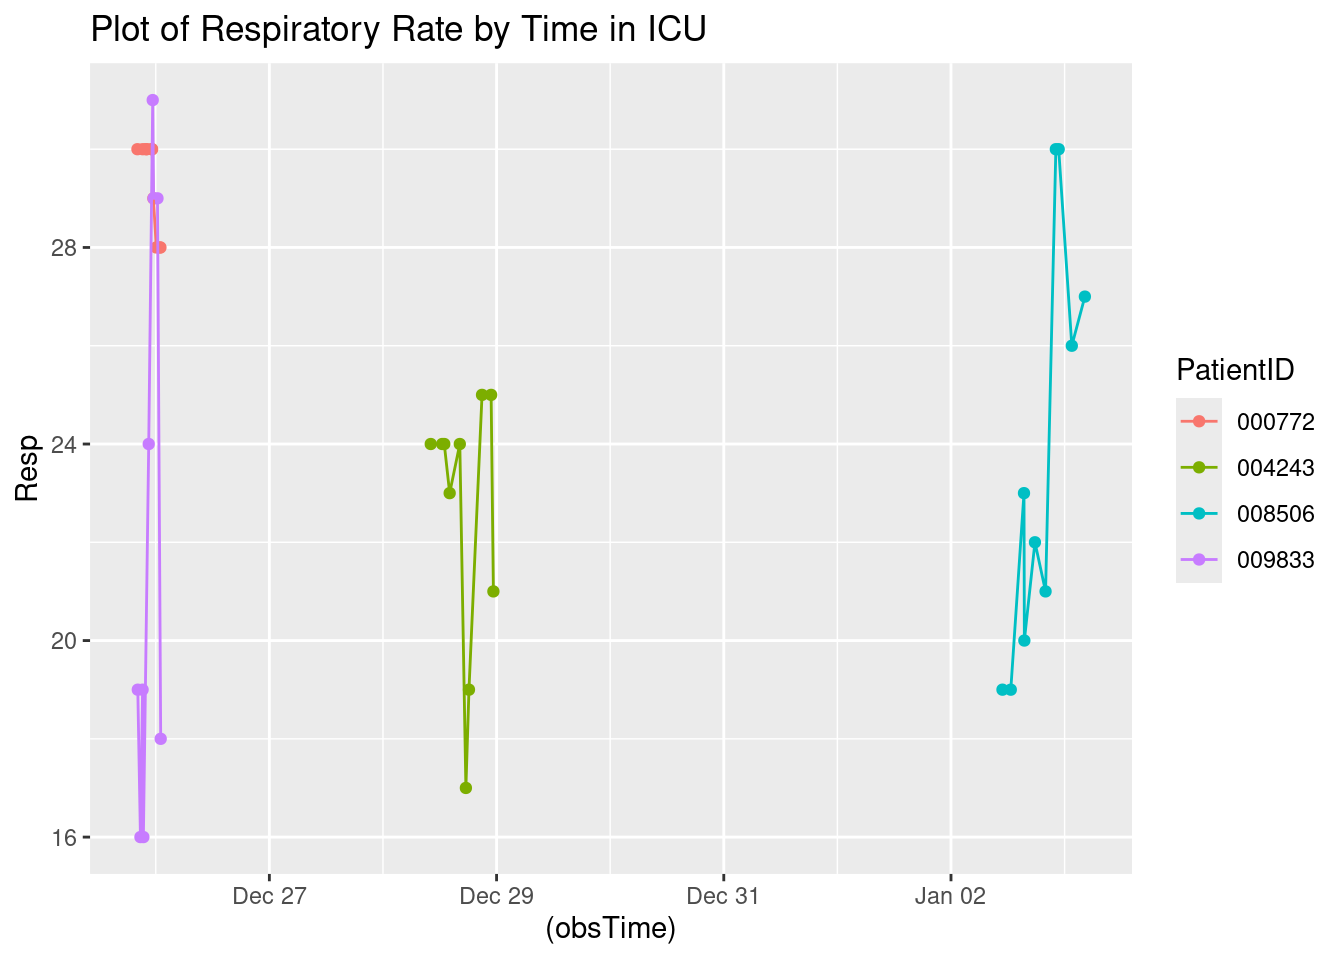 Plot of Respiratory Rate by Time in ICU
Resp
28
24
20
16
Dec 27
Dec 29
Dec 31
Jan 02
(obsTime)
PatientID
000772
004243
008506
009833